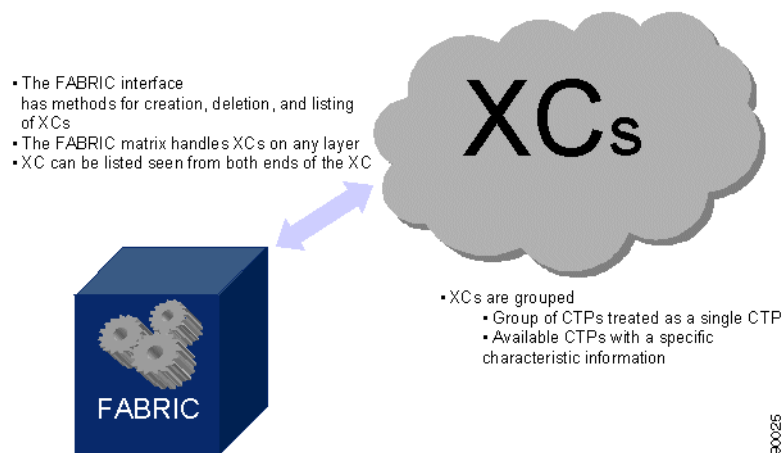 ▪ The FABRIC interface
has methods for creation, deletion, and listing
of XCs
▪ The FABRIC matrix handles XCs on any layer
▪ XC can be listed seen from both ends of the XC
XCs
▪ XCs are grouped
▪ Group of CTPs treated as a single CTP
▪ Available CTPs with a specific
characteristic information
FABRIC
90025